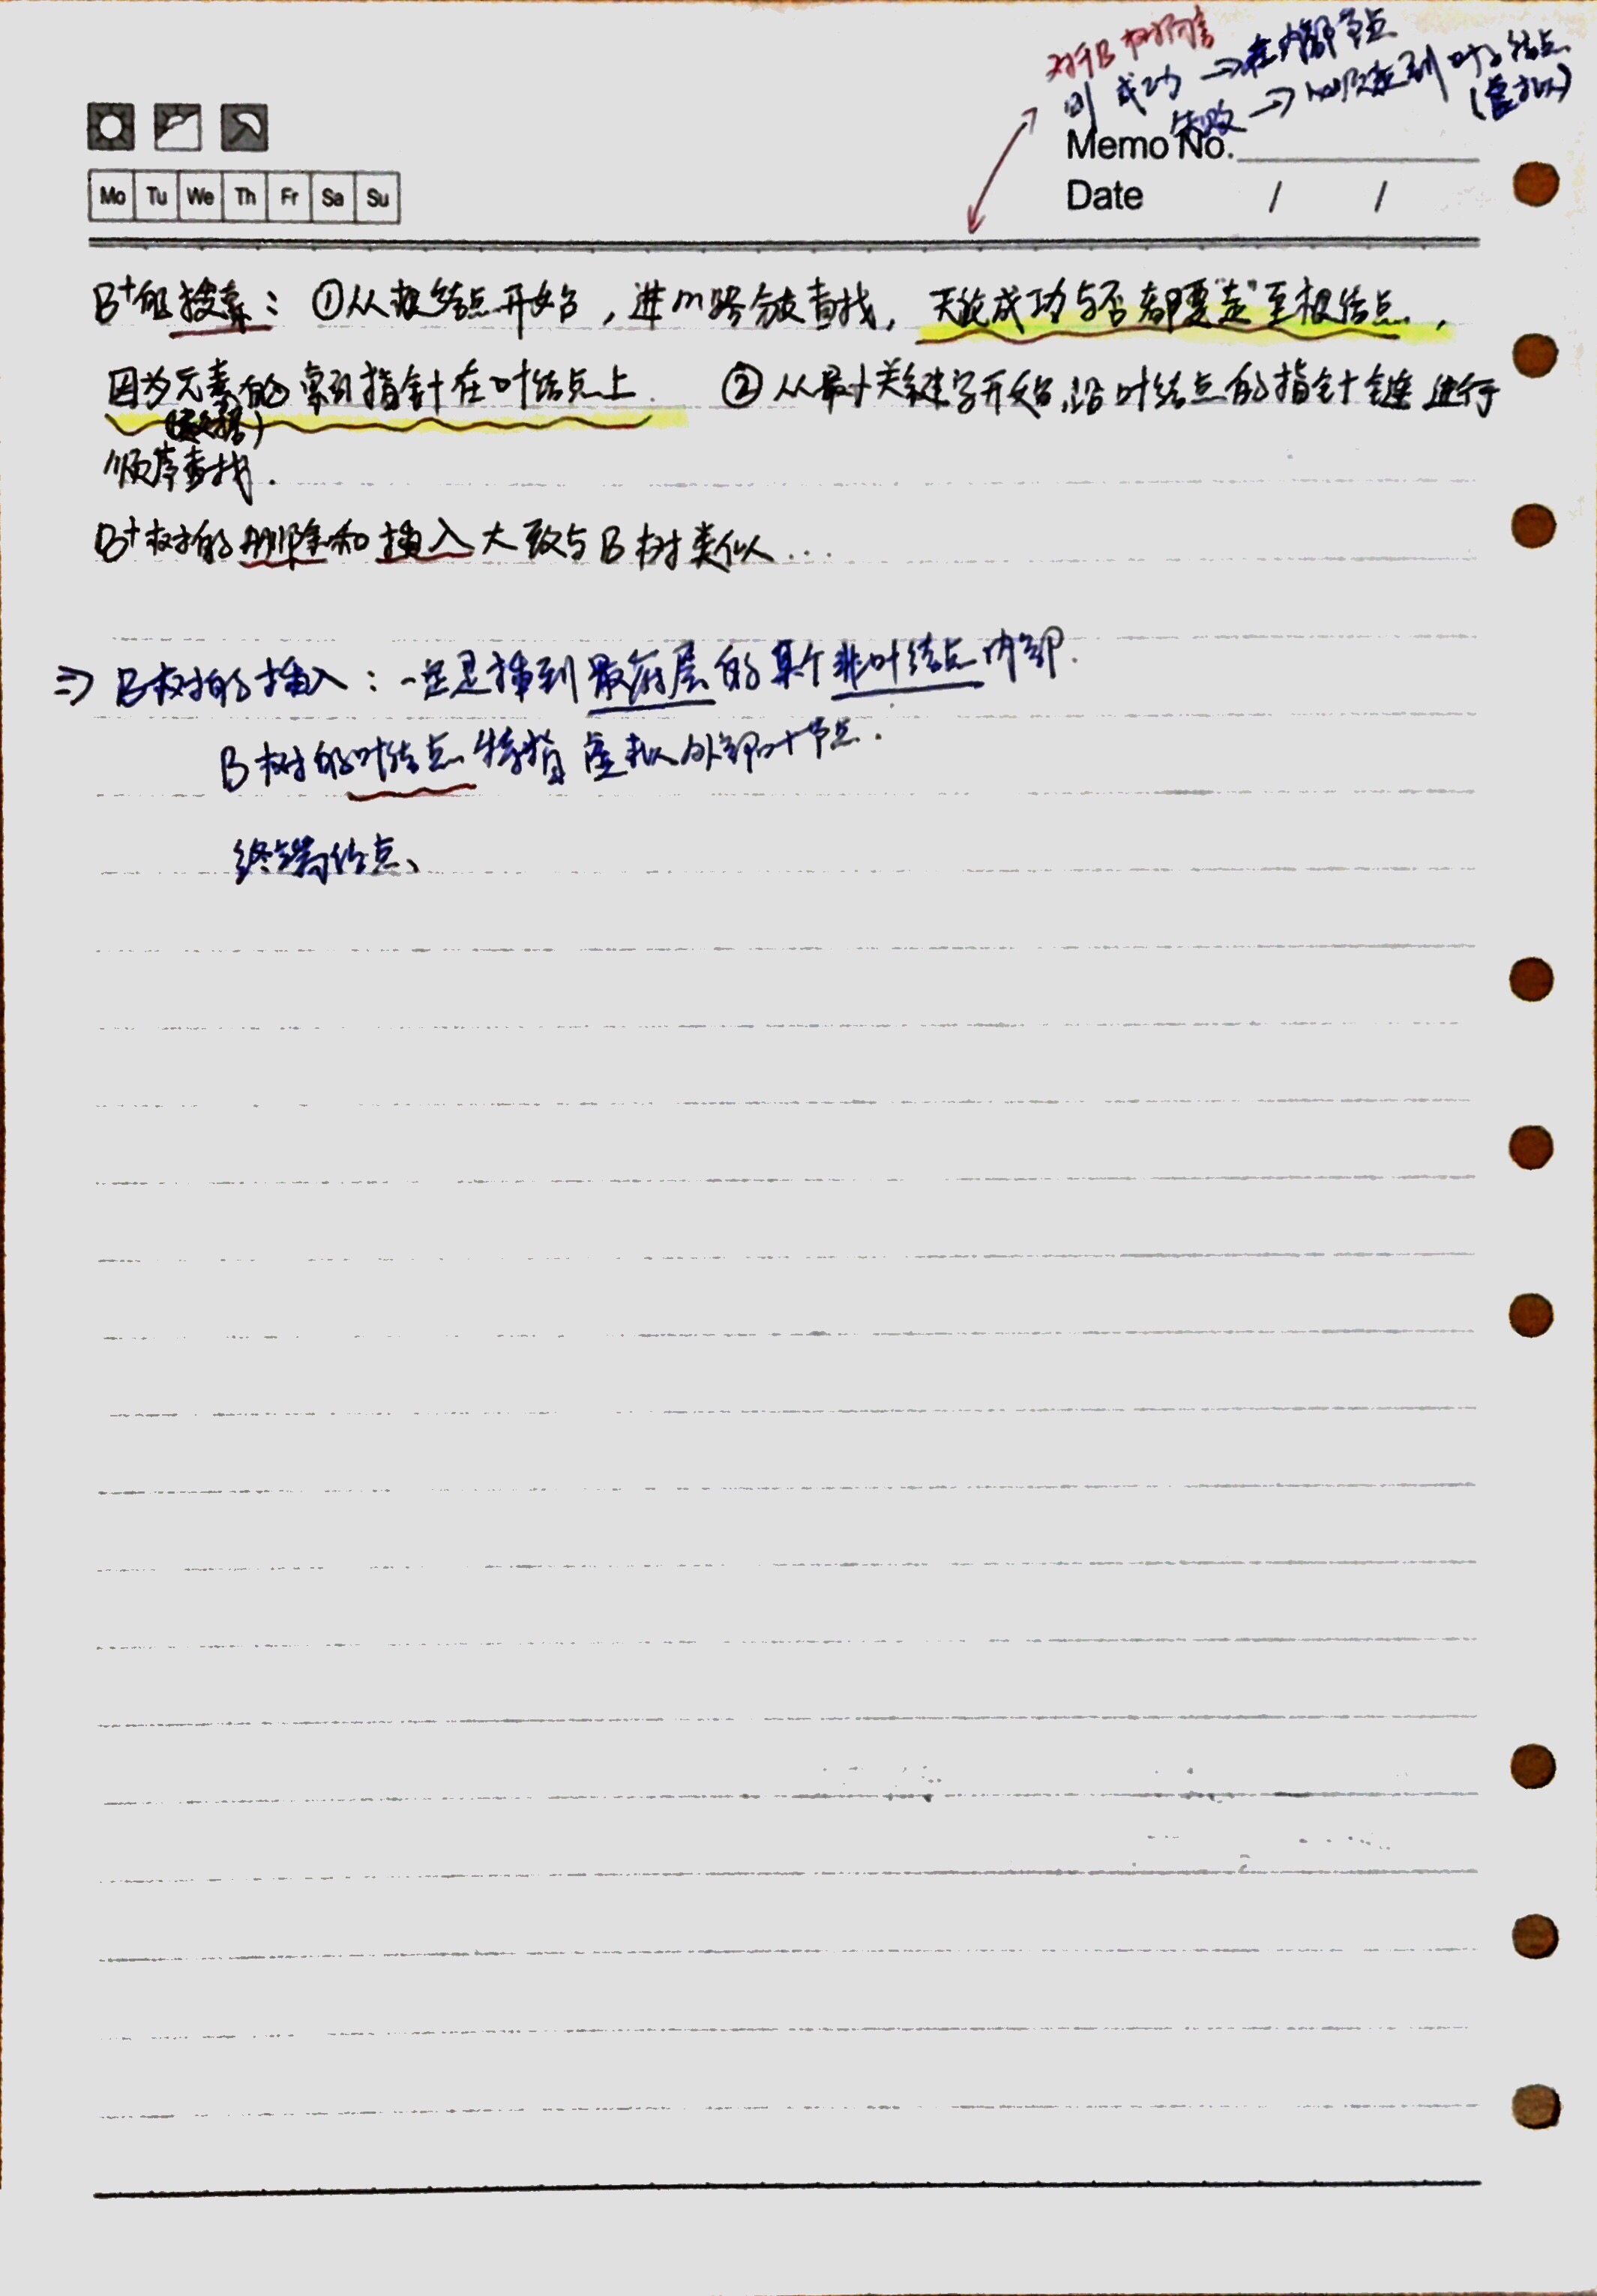 对于B树而言
则 成功 → 在内部节点
失败 → 叶子结点
(虚拟)
Memo No.
Date / /
Mo Tu We Th Fr Sa Su
B+的搜索: ①从根结点开始, 进m路分支查找, 无论成功与否都要"走"至根结点,
因为元素的索引指针在叶结点上. ②从最小关键字开始,沿叶结点的指针链进行
顺序查找.
B+树的删除和插入大致与B树类似...
⇒ B树的插入: 一定是插到最底层的某个非叶结点内部.
B树的叶结点特指虚拟外部叶节点.
终端结点、